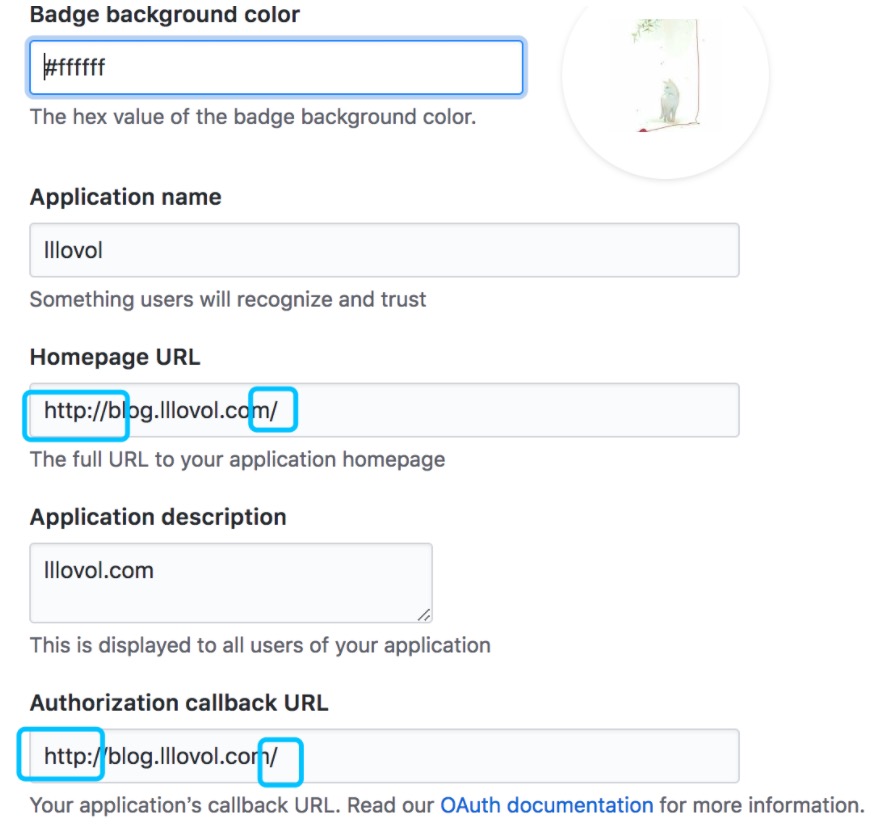 Badge background color
#ffffff
The hex value of the badge background color.
Application name
lllovol
Something users will recognize and trust
Homepage URL
http://blog.lllovol.com/
The full URL to your application homepage
Application description
lllovol.com
This is displayed to all users of your application
Authorization callback URL
http://blog.lllovol.com/
Your application’s callback URL. Read our OAuth documentation for more information.